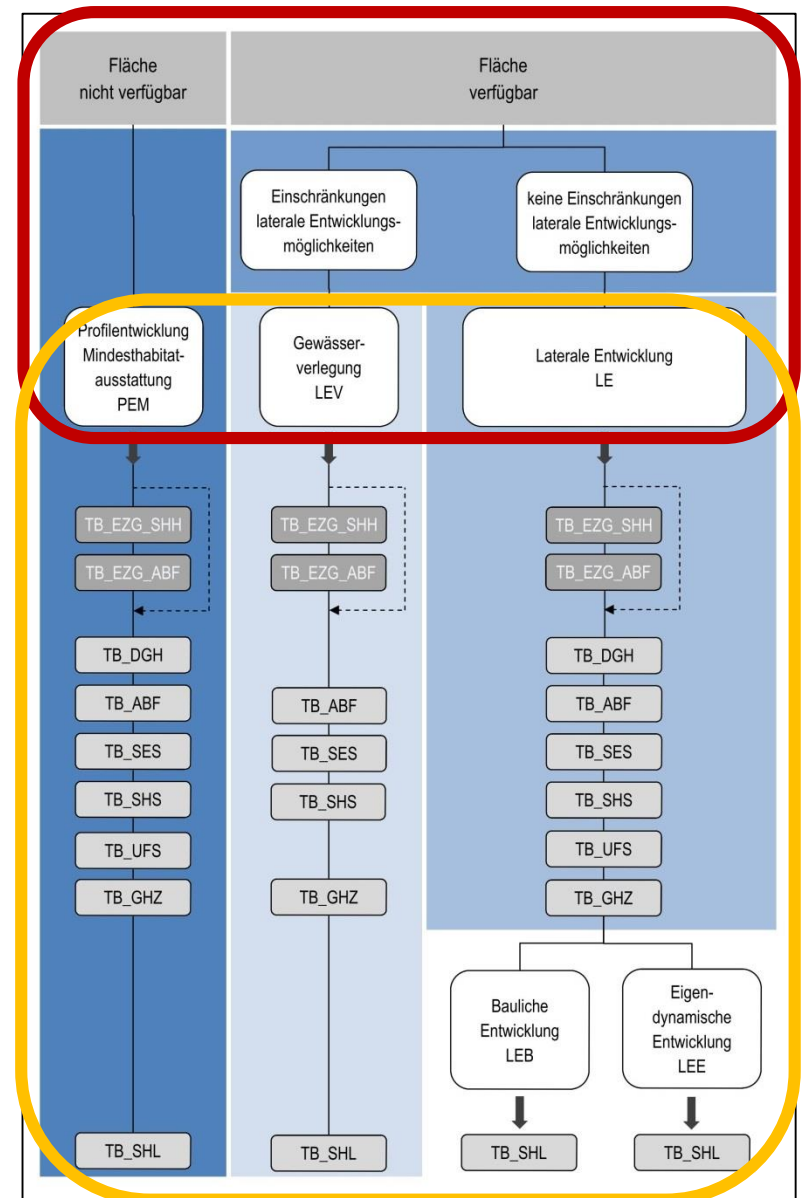 Fläche
nicht verfügbar
Fläche
verfügbar
Einschränkungen
laterale Entwicklungs-
möglichkeiten
keine Einschränkungen
laterale Entwicklungs-
möglichkeiten
Profilentwicklung
Mindesthabitat-
ausstattung
PEM
Gewässer-
verlegung
LEV
Laterale Entwicklung
LE
TB_EZG_SHH
TB_EZG_ABF
TB_DGH
TB_ABF
TB_SES
TB_SHS
TB_UFS
TB_GHZ
TB_SHL
TB_EZG_SHH
TB_EZG_ABF
TB_ABF
TB_SES
TB_SHS
TB_GHZ
TB_SHL
TB_EZG_SHH
TB_EZG_ABF
TB_DGH
TB_ABF
TB_SES
TB_SHS
TB_UFS
TB_GHZ
Bauliche
Entwicklung
LEB
TB_SHL
Eigen-
dynamische
Entwicklung
LEE
TB_SHL